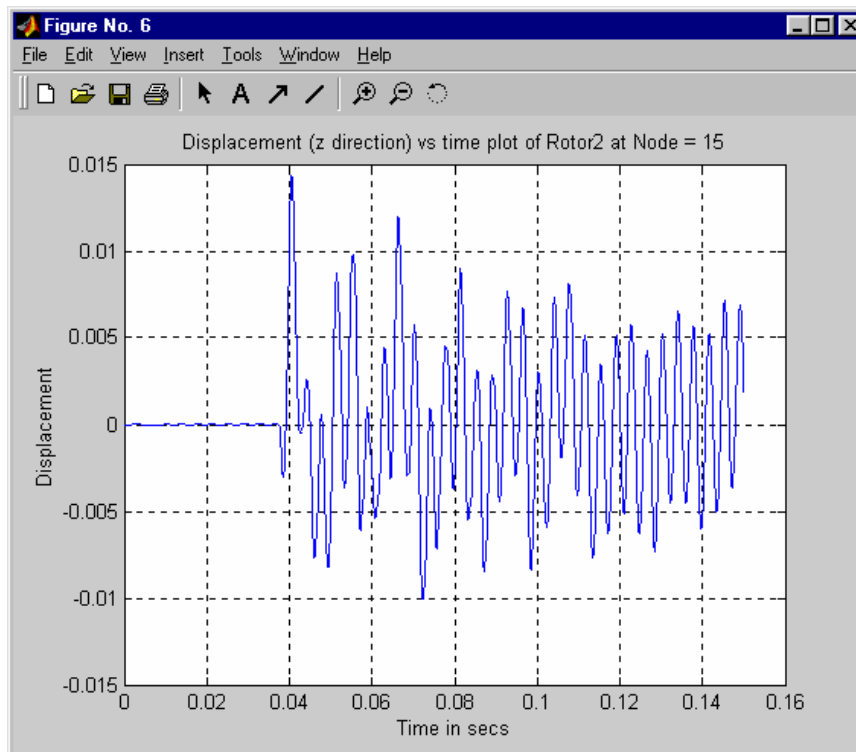 Figure No. 6
File Edit View Insert Tools Window Help
A
Displacement (z direction) vs time plot of Rotor2 at Node = 15
0.015
0.01
0.005
0
-0.005
-0.01
-0.015
Displacement
0 0.02 0.04 0.06 0.08 0.1 0.12 0.14 0.16
Time in secs